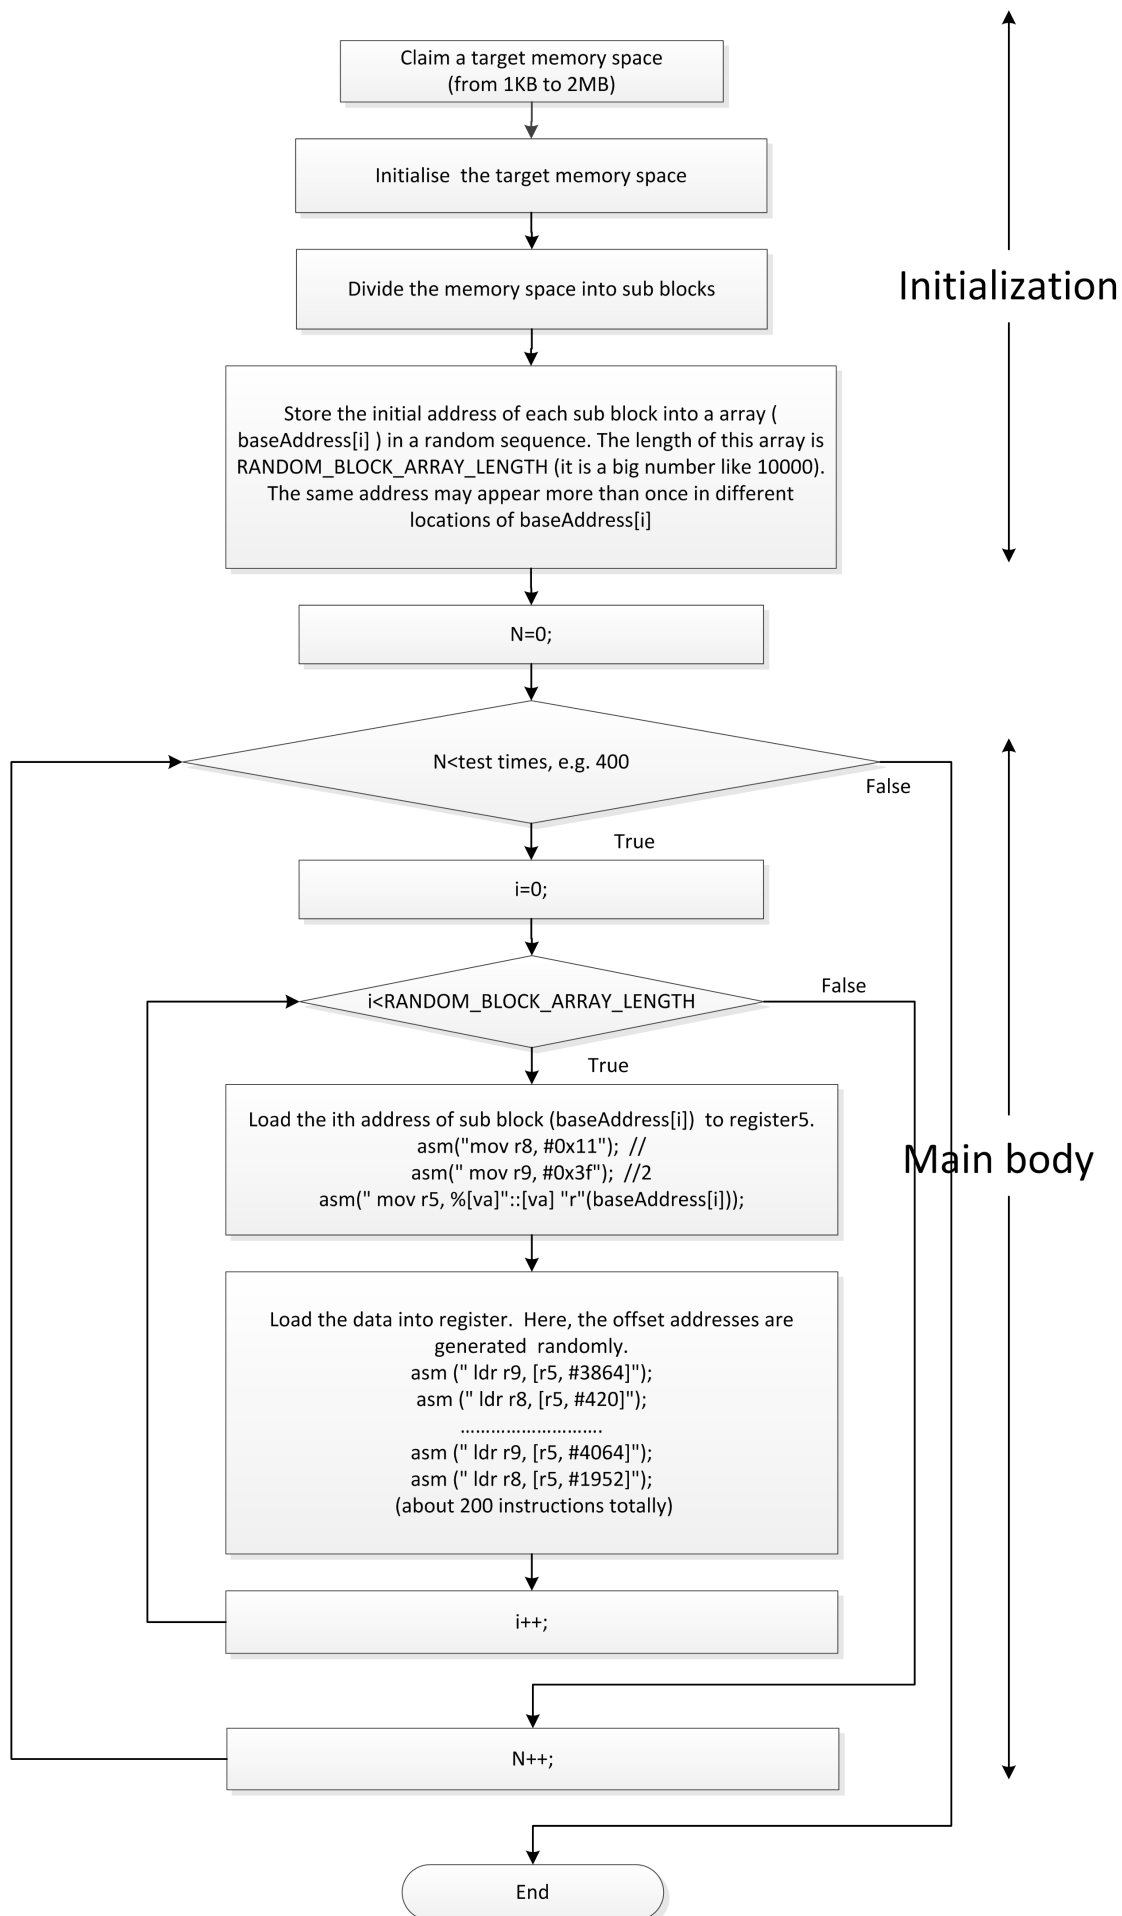 Claim a target memory space
(from 1KB to 2MB)
Initialise  the target memory space
Divide the memory space into sub blocks
Initialization
Store the initial address of each sub block into a array (
baseAddress[i] ) in a random sequence. The length of this array is
RANDOM_BLOCK_ARRAY_LENGTH (it is a big number like 10000).
The same address may appear more than once in different
locations of baseAddress[i]
N=0;
N<test times, e.g. 400
False
True
i=0;
i<RANDOM_BLOCK_ARRAY_LENGTH
False
True
Load the ith address of sub block (baseAddress[i])  to register5.
asm("mov r8, #0x11");  //
asm(" mov r9, #0x3f");  //2
asm(" mov r5, %[va]"::[va] "r"(baseAddress[i]));
Main body
Load the data into register.  Here, the offset addresses are
generated  randomly.
asm (" ldr r9, [r5, #3864]");
asm (" ldr r8, [r5, #420]");
……………………….
asm (" ldr r9, [r5, #4064]");
asm (" ldr r8, [r5, #1952]");
(about 200 instructions totally)
i++;
N++;
End